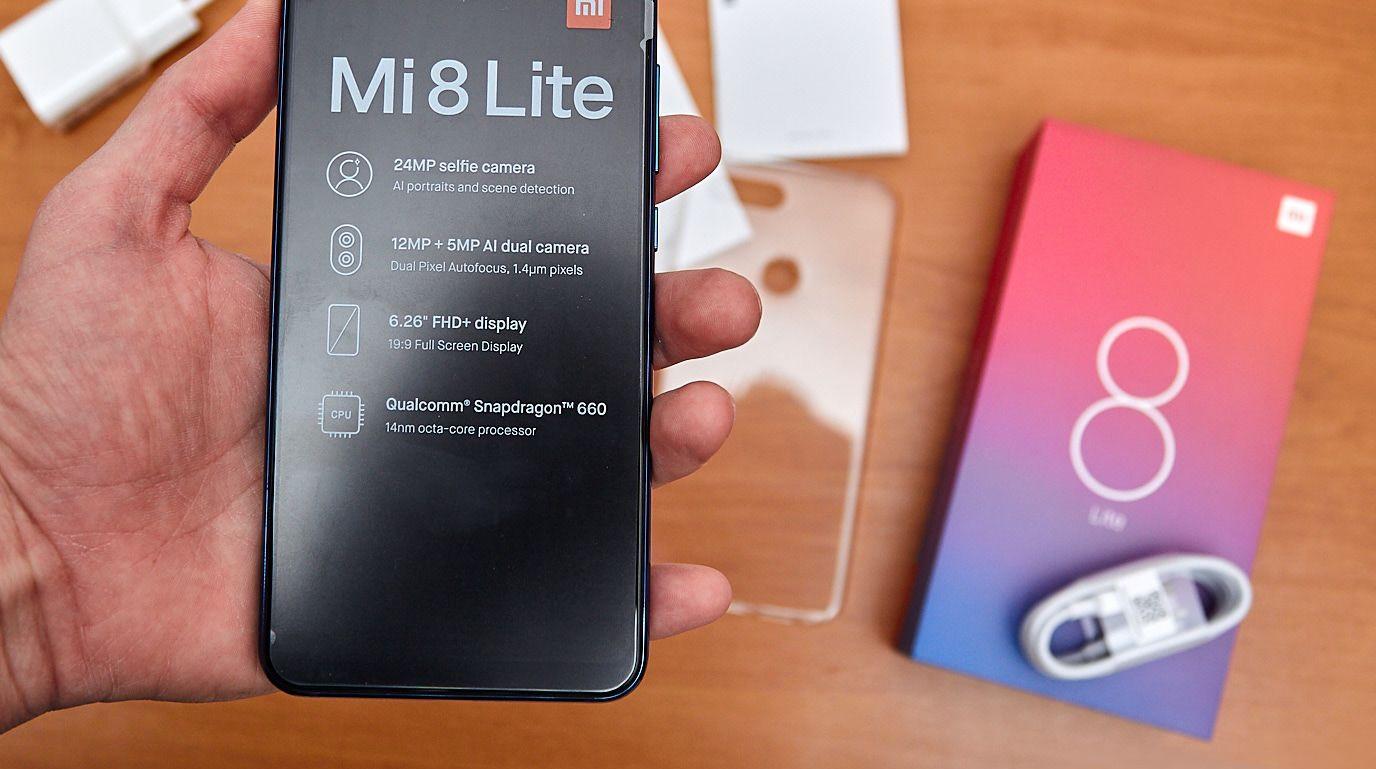 mi
Mi 8 Lite
24MP selfie camera
AI portraits and scene detection
12MP + 5MP AI dual camera
Dual Pixel Autofocus, 1.4μm pixels
6.26" FHD+ display
19:9 Full Screen Display
CPU
Qualcomm® Snapdragon™ 660
14nm octa-core processor
mi
8
Lite